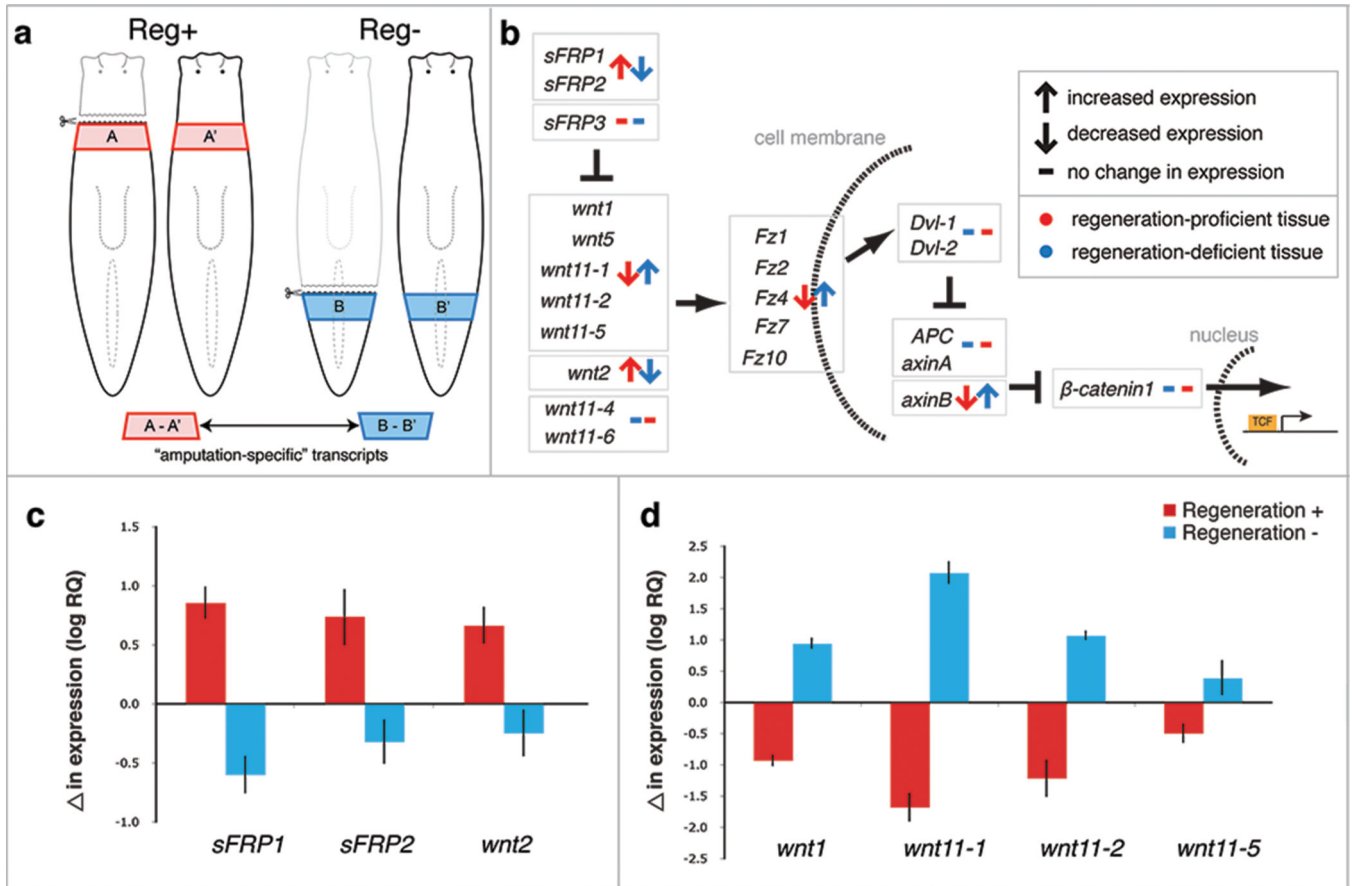 a
Reg+
Reg-
A
A'
B
B'
A - A'
B - B'
"amputation-specific" transcripts
b
sFRP1
sFRP2
sFRP3
wnt1
wnt5
wnt11-1
wnt11-2
wnt11-5
wnt2
wnt11-4
wnt11-6
cell membrane
Fz1
Fz2
Fz4
Fz7
Fz10
Dvl-1
Dvl-2
APC
axinA
axinB
β-catenin1
nucleus
TCF
increased expression
decreased expression
no change in expression
regeneration-proficient tissue
regeneration-deficient tissue
c
△ in expression (log RQ)
1.5
1.0
0.5
0.0
-0.5
-1.0
sFRP1
sFRP2
wnt2
d
Regeneration +
Regeneration -
△ in expression (log RQ)
2.5
2.0
1.5
1.0
0.5
0.0
-0.5
-1.0
-1.5
-2.0
-2.5
wnt1
wnt11-1
wnt11-2
wnt11-5